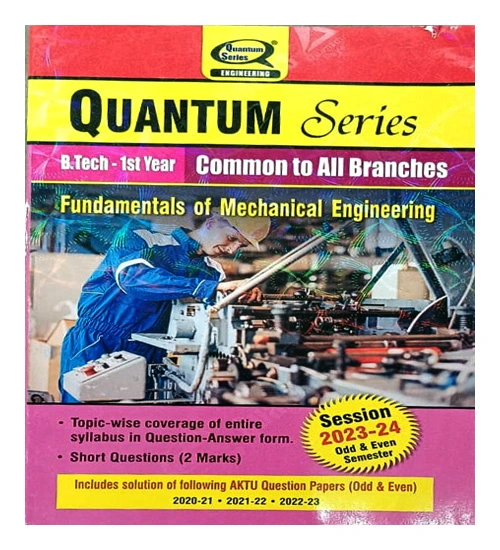 Quantum
Series
ENGINEERING
QUANTUM Series
B.Tech - 1st Year Common to All Branches
Fundamentals of Mechanical Engineering
• Topic-wise coverage of entire
syllabus in Question-Answer form.
• Short Questions (2 Marks)
Session
2023-24
Odd & Even
Semester
Includes solution of following AKTU Question Papers (Odd & Even)
2020-21 • 2021-22 • 2022-23